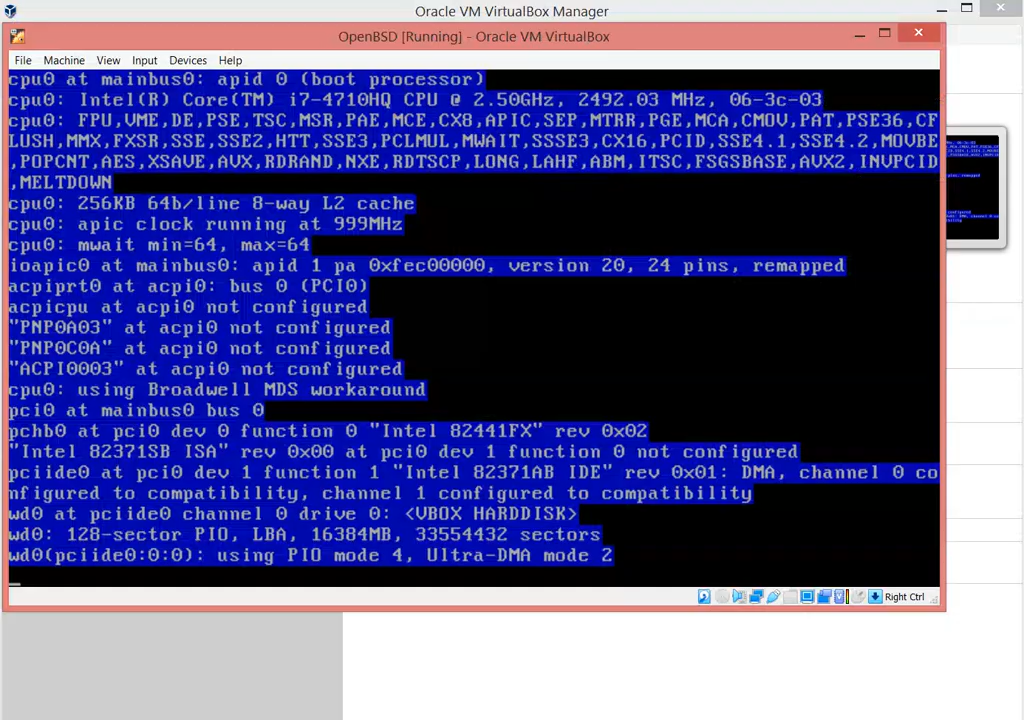 Oracle VM VirtualBox Manager
OpenBSD [Running] - Oracle VM VirtualBox
File Machine View Input Devices Help
cpu0 at mainbus0: apid 0 (boot processor)
cpu0: Intel(R) Core(TM) i7-4710HQ CPU @ 2.50GHz, 2492.03 MHz, 06-3c-03
cpu0: FPU,VME,DE,PSE,TSC,MSR,PAE,MCE,CX8,APIC,SEP,MTRR,PGE,MCA,CMOV,PAT,PSE36,CF
LUSH,MMX,FXSR,SSE,SSE2,HTT,SSE3,PCLMUL,MWAIT,SSSE3,CX16,PCID,SSE4.1,SSE4.2,MOVBE
,POPCNT,AES,XSAVE,AVX,RDRAND,NXE,RDTSCP,LONG,LAHF,ABM,ITSC,FSGSBASE,AVX2,INVPCID
,MELTDOWN
cpu0: 256KB 64b/line 8-way L2 cache
cpu0: apic clock running at 999MHz
cpu0: mwait min=64, max=64
ioapic0 at mainbus0: apid 1 pa 0xfec00000, version 20, 24 pins, remapped
acpiprt0 at acpi0: bus 0 (PCI0)
acpicpu at acpi0 not configured
"PNP0A03" at acpi0 not configured
"PNP0C0A" at acpi0 not configured
"ACPI0003" at acpi0 not configured
cpu0: using Broadwell MDS workaround
pci0 at mainbus0 bus 0
pchb0 at pci0 dev 0 function 0 "Intel 82441FX" rev 0x02
"Intel 82371SB ISA" rev 0x00 at pci0 dev 1 function 0 not configured
pciide0 at pci0 dev 1 function 1 "Intel 82371AB IDE" rev 0x01: DMA, channel 0 co
nfigured to compatibility, channel 1 configured to compatibility
wd0 at pciide0 channel 0 drive 0: <VBOX HARDDISK>
wd0: 128-sector PIO, LBA, 16384MB, 33554432 sectors
wd0(pciide0:0:0): using PIO mode 4, Ultra-DMA mode 2
Right Ctrl